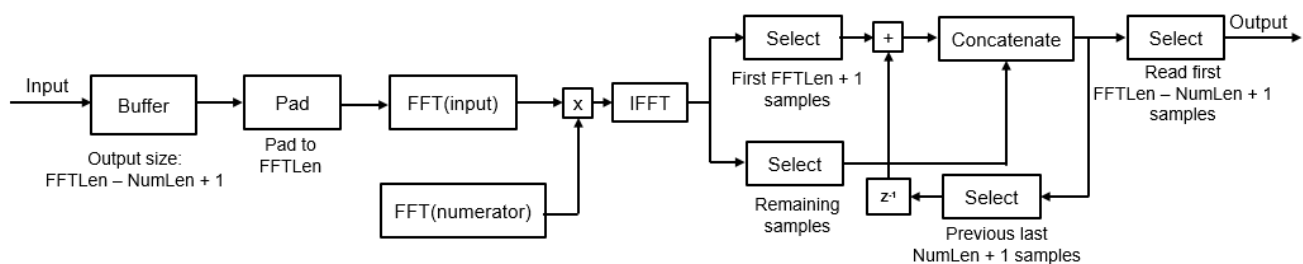 Input
Buffer
Output size:
FFTLen – NumLen + 1
Pad
Pad to
FFTLen
FFT(input)
FFT(numerator)
x
IFFT
Select
First FFTLen + 1
samples
Select
Remaining
samples
+
z-1
Concatenate
Select
Previous last
NumLen + 1 samples
Select
Read first
FFTLen – NumLen + 1
samples
Output